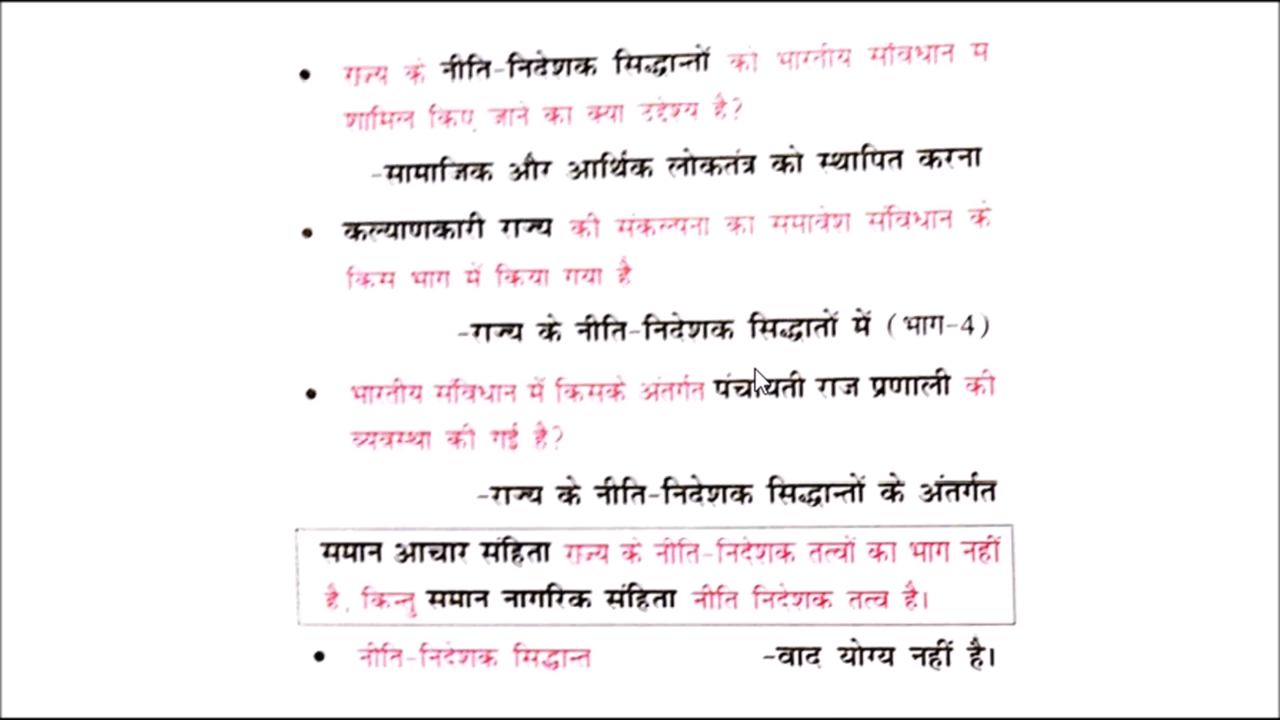 • राज्य के नीति-निदेशक सिद्धान्तों को भारतीय संविधान में
शामिल किए जाने का क्या उद्देश्य है?
-सामाजिक और आर्थिक लोकतंत्र को स्थापित करना
• कल्याणकारी राज्य की संकल्पना का समावेश संविधान के
किस भाग में किया गया है
-राज्य के नीति-निदेशक सिद्धातों में (भाग-4)
• भारतीय संविधान में किसके अंतर्गत पंचायती राज प्रणाली की
व्यवस्था की गई है?
-राज्य के नीति-निदेशक सिद्धान्तों के अंतर्गत
समान आचार संहिता राज्य के नीति-निदेशक तत्वों का भाग नहीं
है, किन्तु समान नागरिक संहिता नीति निदेशक तत्व है।
• नीति-निदेशक सिद्धान्त -वाद योग्य नहीं है।